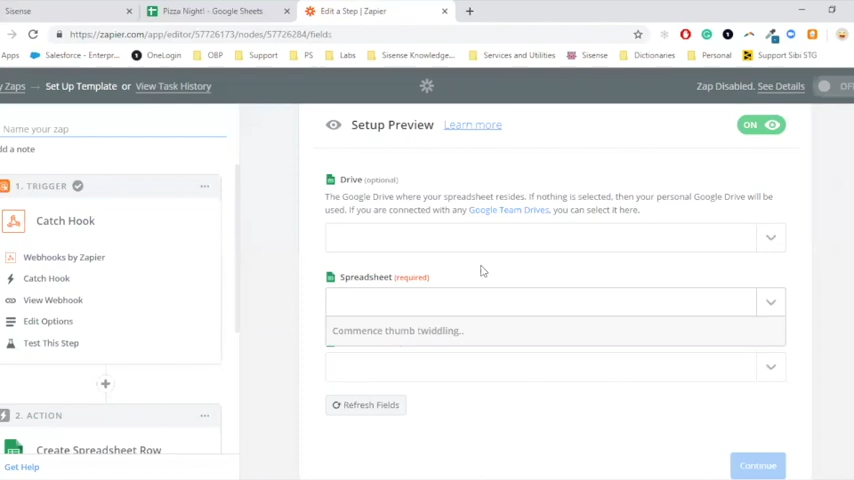 Sisense
Pizza Night! - Google Sheets
Edit a Step | Zapier
https://zapier.com/app/editor/57726173/nodes/57726284/fields
Apps
Salesforce - Enterpr...
OneLogin
O8P
Support
PS
Labs
Sisense Knowledge...
Services and Utilities
Sisense
Dictionaries
Personal
Support Sibi STG
y Zaps
Set Up Template or View Task History
Zap Disabled. See Details
OFF
Name your zap
dd a note
Setup Preview Learn more
ON
1. TRIGGER
Catch Hook
Webhooks by Zapier
Catch Hook
View Webhook
Edit Options
Test This Step
2. ACTION
Create Spreadsheet Row
Get Help
Drive (optional)
The Google Drive where your spreadsheet resides. If nothing is selected, then your personal Google Drive will be
used. If you are connected with any Google Team Drives, you can select it here.
Spreadsheet (required)
Commence thumb twiddling..
Refresh Fields
Continue